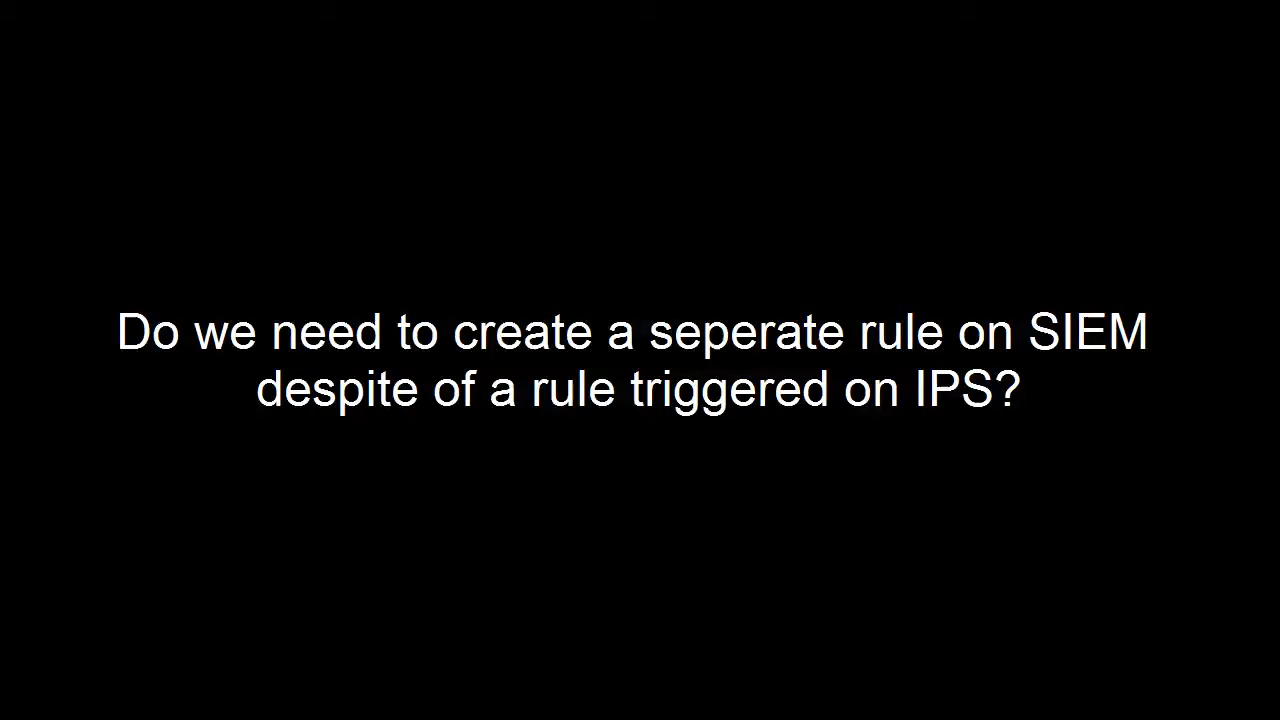 Do we need to create a seperate rule on SIEM
despite of a rule triggered on IPS?